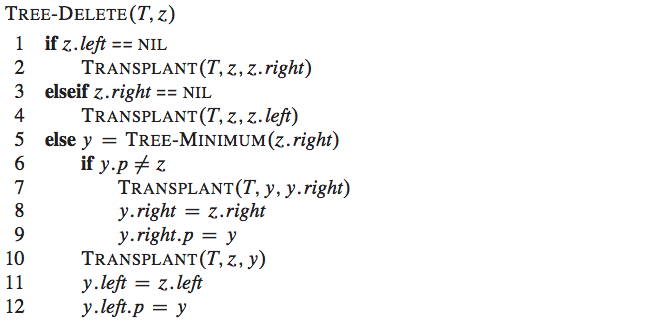 TREE-DELETE(T, z)
1 if z.left == NIL
2 TRANSPLANT(T, z, z.right)
3 elseif z.right == NIL
4 TRANSPLANT(T, z, z.left)
5 else y = TREE-MINIMUM(z.right)
6 if y.p ≠ z
7 TRANSPLANT(T, y, y.right)
8 y.right = z.right
9 y.right.p = y
10 TRANSPLANT(T, z, y)
11 y.left = z.left
12 y.left.p = y